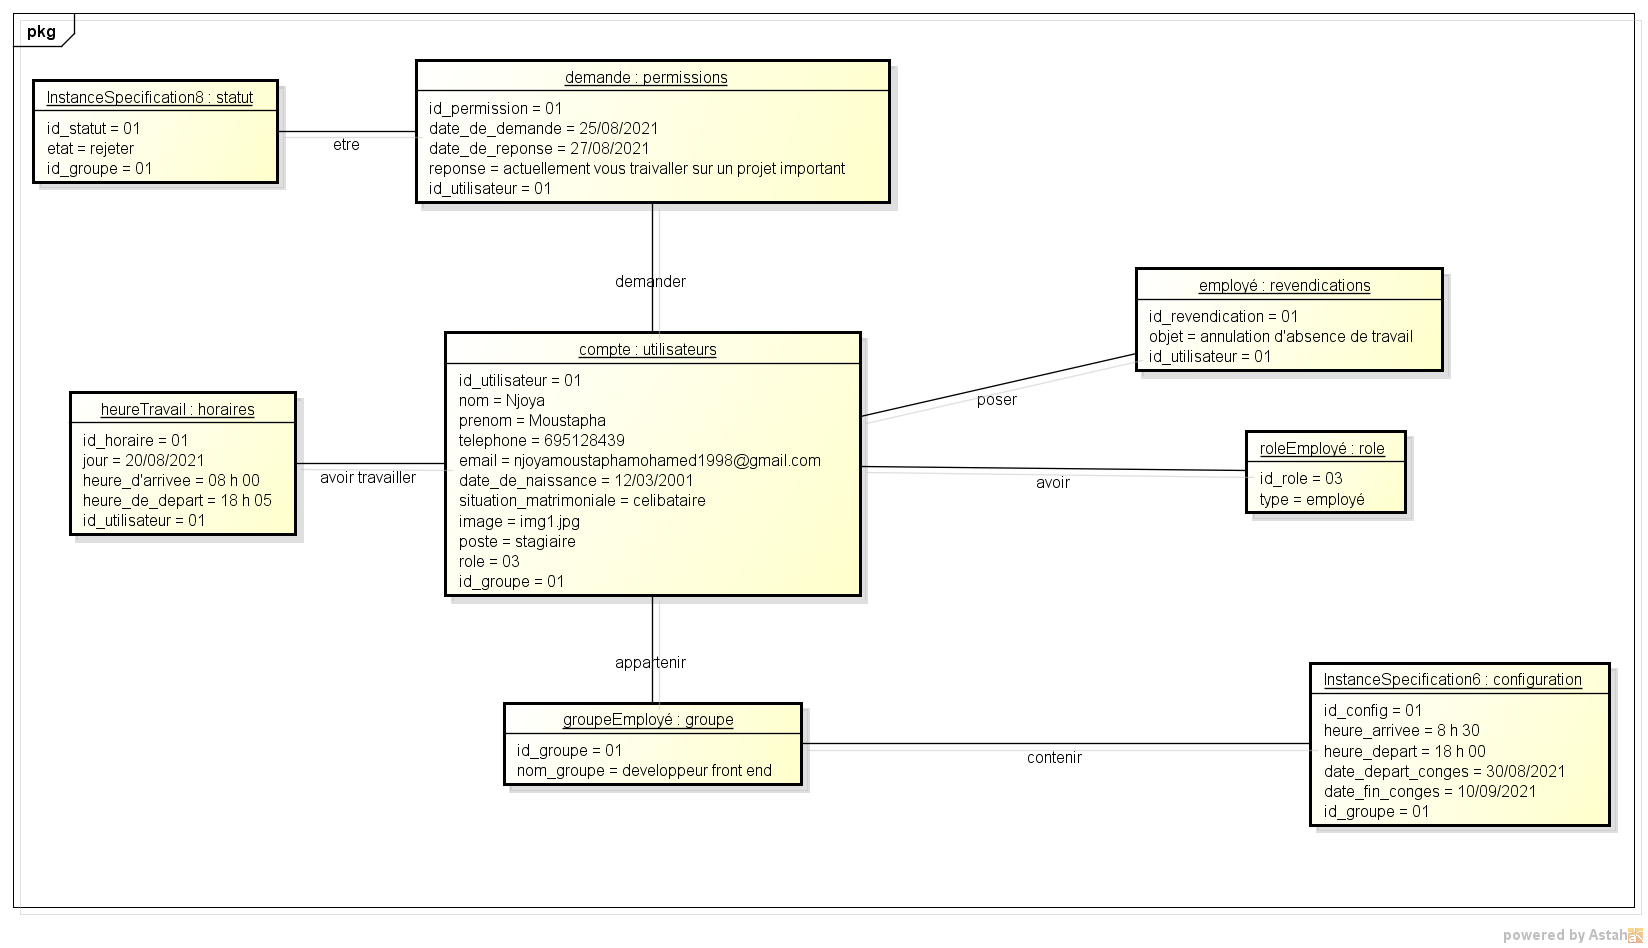 pkg
InstanceSpecification8 : statut
id_statut = 01
etat = rejeter
id_groupe = 01
etre
demande : permissions
id_permission = 01
date_de_demande = 25/08/2021
date_de_reponse = 27/08/2021
reponse = actuellement vous traivaller sur un projet important
id_utilisateur = 01
demander
employé : revendications
id_revendication = 01
objet = annulation d'absence de travail
id_utilisateur = 01
poser
heureTravail : horaires
id_horaire = 01
jour = 20/08/2021
heure_d'arrivee = 08 h 00
heure_de_depart = 18 h 05
id_utilisateur = 01
avoir travailler
compte : utilisateurs
id_utilisateur = 01
nom = Njoya
prenom = Moustapha
telephone = 695128439
email = njoyamoustaphamohamed1998@gmail.com
date_de_naissance = 12/03/2001
situation_matrimoniale = celibataire
image = img1.jpg
poste = stagiaire
role = 03
id_groupe = 01
avoir
roleEmployé : role
id_role = 03
type = employé
appartenir
groupeEmployé : groupe
id_groupe = 01
nom_groupe = developpeur front end
contenir
InstanceSpecification6 : configuration
id_config = 01
heure_arrivee = 8 h 30
heure_depart = 18 h 00
date_depart_conges = 30/08/2021
date_fin_conges = 10/09/2021
id_groupe = 01
powered by Astah